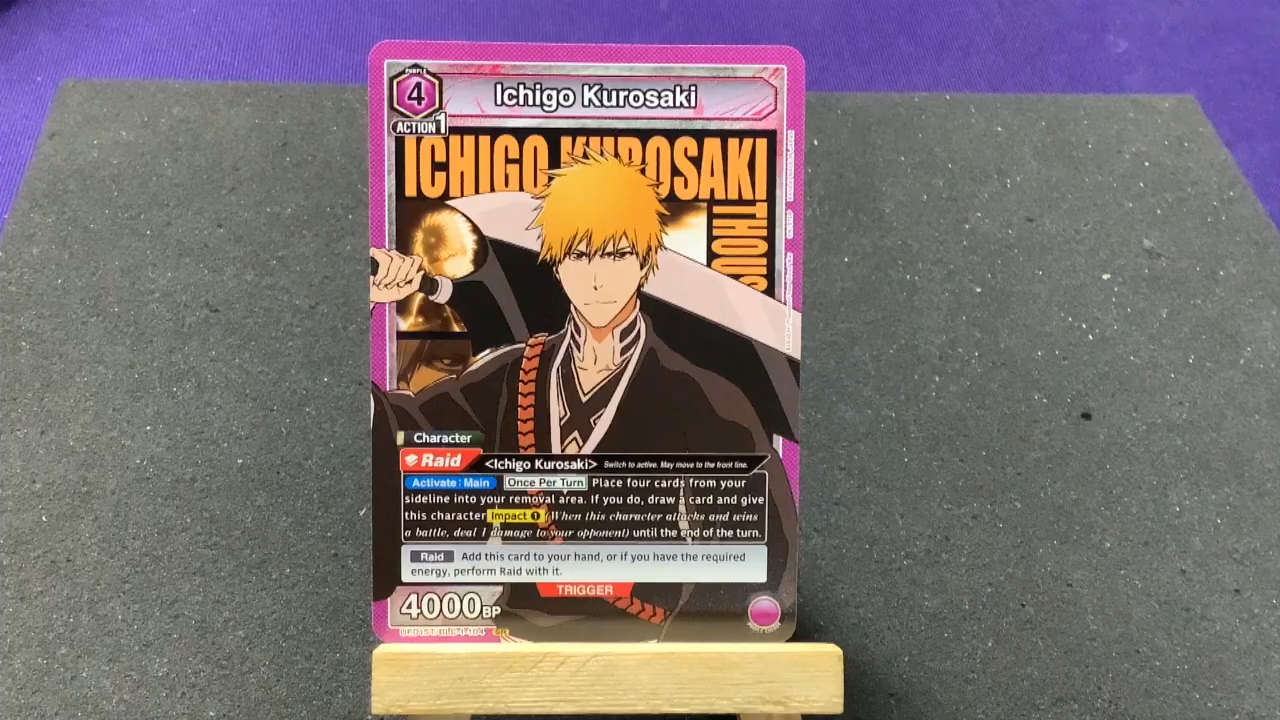 PURPLE
4
Ichigo Kurosaki
ACTION 1
ICHIGO KUROSAKI
THOUS
Character
Raid <Ichigo Kurosaki> Switch to active. May move to the front line.
Activate: Main Once Per Turn Place four cards from your
sideline into your removal area. If you do, draw a card and give
this character Impact 1 (When this character attacks and wins
a battle, deal 1 damage to your opponent) until the end of the turn.
Raid Add this card to your hand, or if you have the required
energy, perform Raid with it.
TRIGGER
4000BP